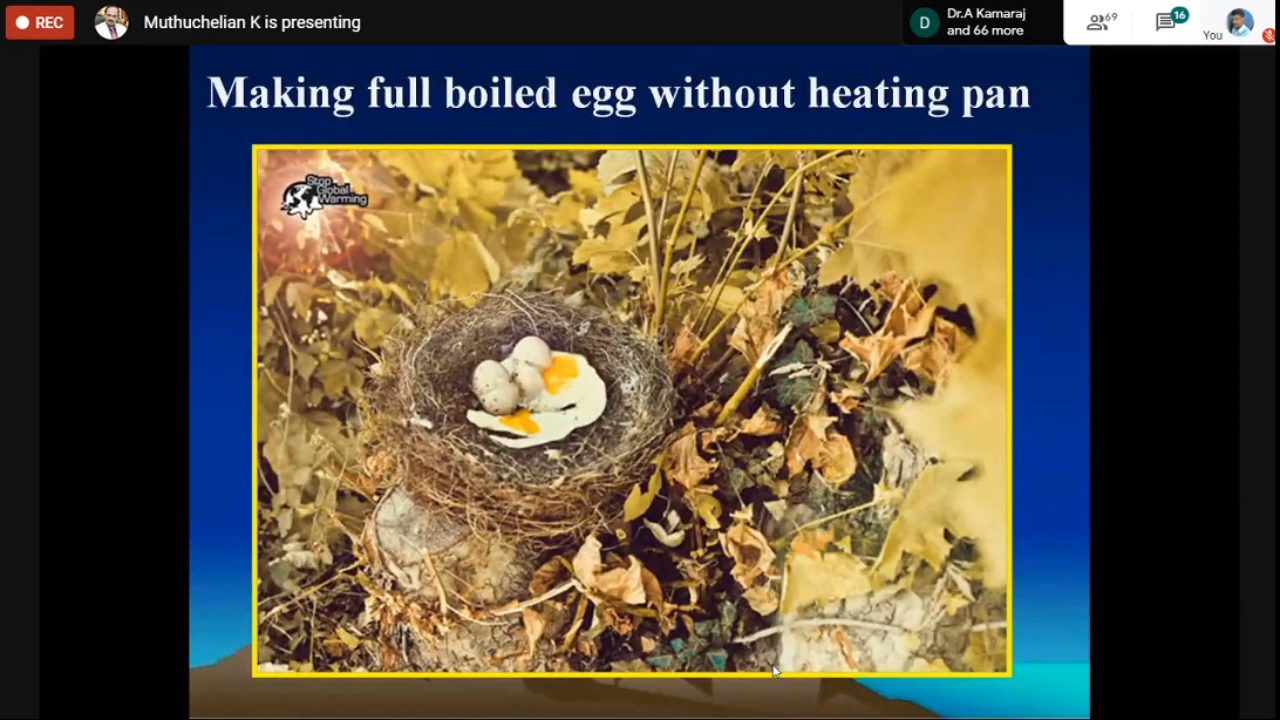 REC
Muthuchelian K is presenting
D
Dr.A Kamaraj
and 66 more
69
16
You
Making full boiled egg without heating pan
Stop
Global
Warming